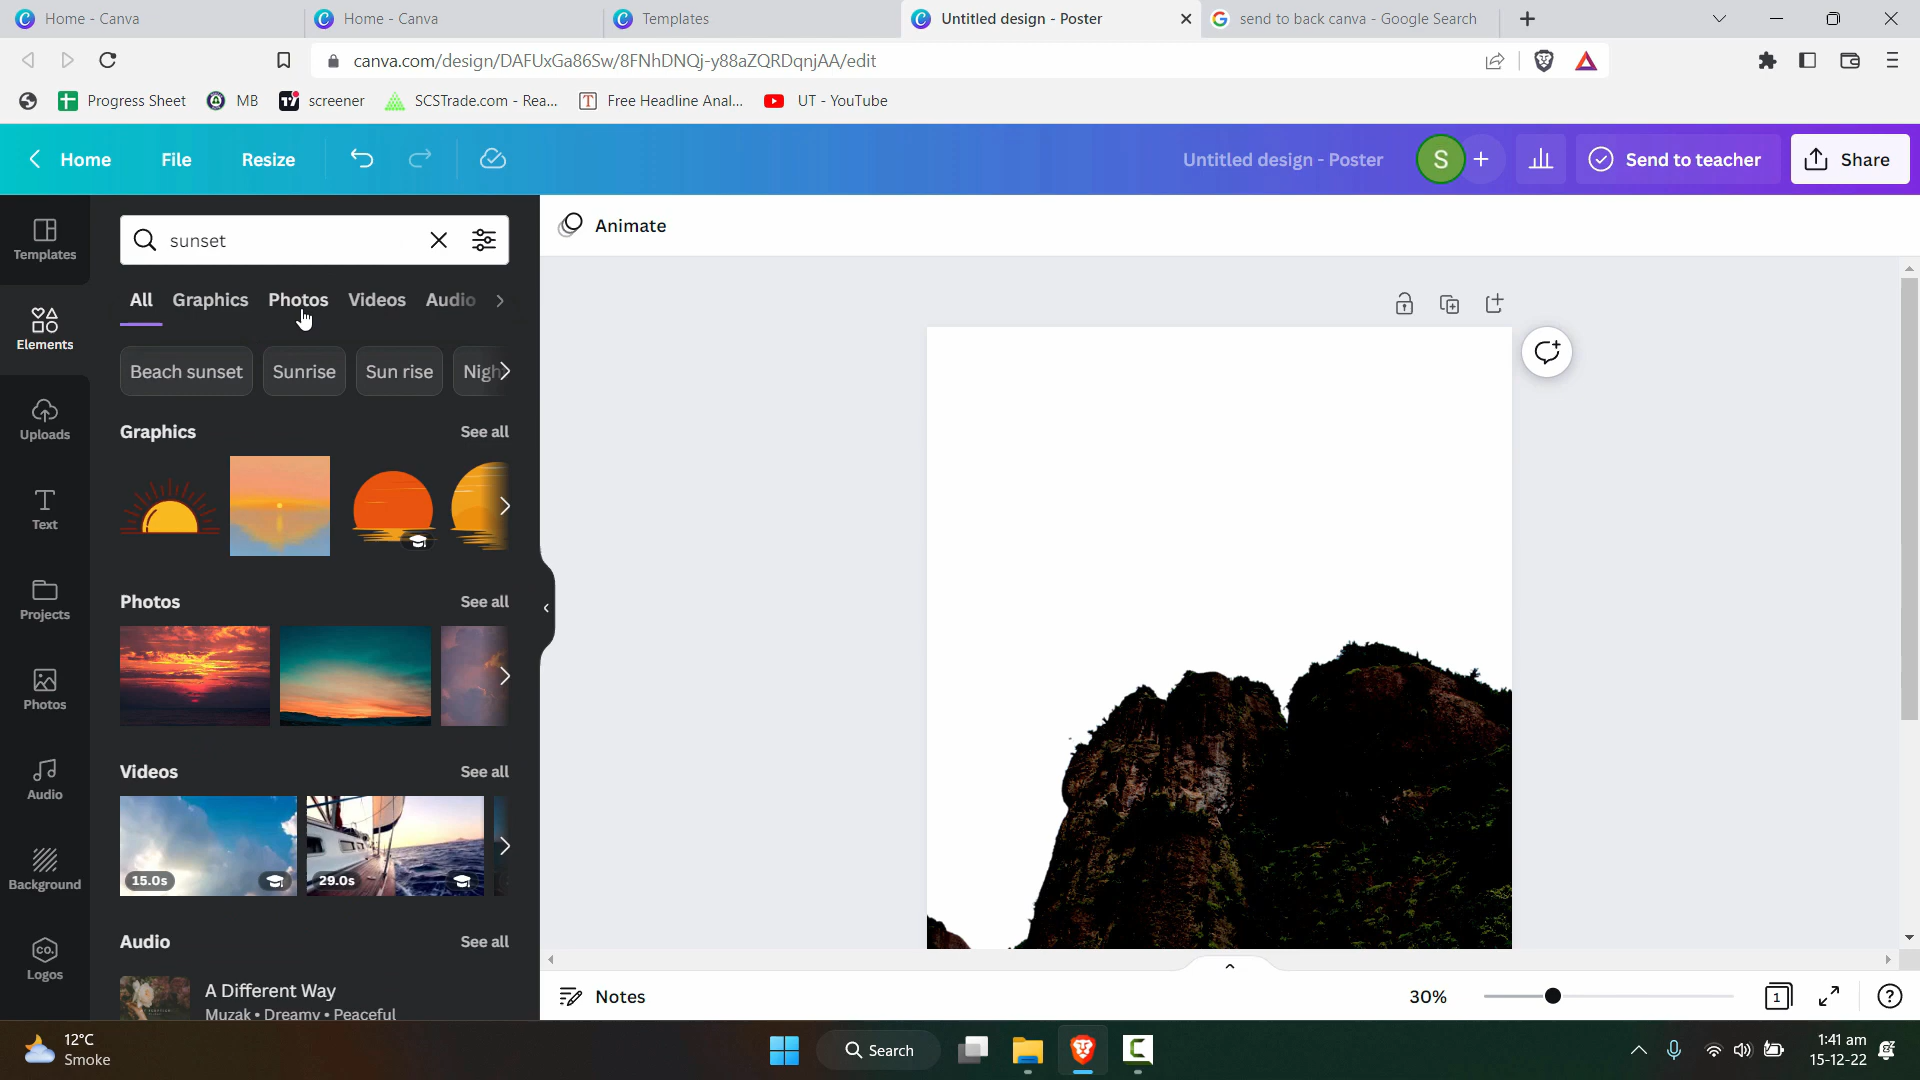 Home - Canva
Home - Canva
Templates
Untitled design - Poster
send to back canva - Google Search
canva.com/design/DAFUxGa86Sw/8FNhDNQj-y88aZQRDqnjAA/edit
Progress Sheet
MB
screener
SCSTrade.com - Rea...
Free Headline Anal...
UT - YouTube
Home
File
Resize
Untitled design - Poster
S
Send to teacher
Share
Templates
Elements
Uploads
Text
Projects
Photos
Audio
Background
CO.
Logos
sunset
All
Graphics
Photos
Videos
Audio
Beach sunset
Sunrise
Sun rise
Nigh
Graphics
See all
Photos
See all
Videos
See all
15.0s
29.0s
Audio
See all
A Different Way
Muzak • Dreamy • Peaceful
Animate
Notes
30%
1
12°C
Smoke
Search
1:41 am
15-12-22